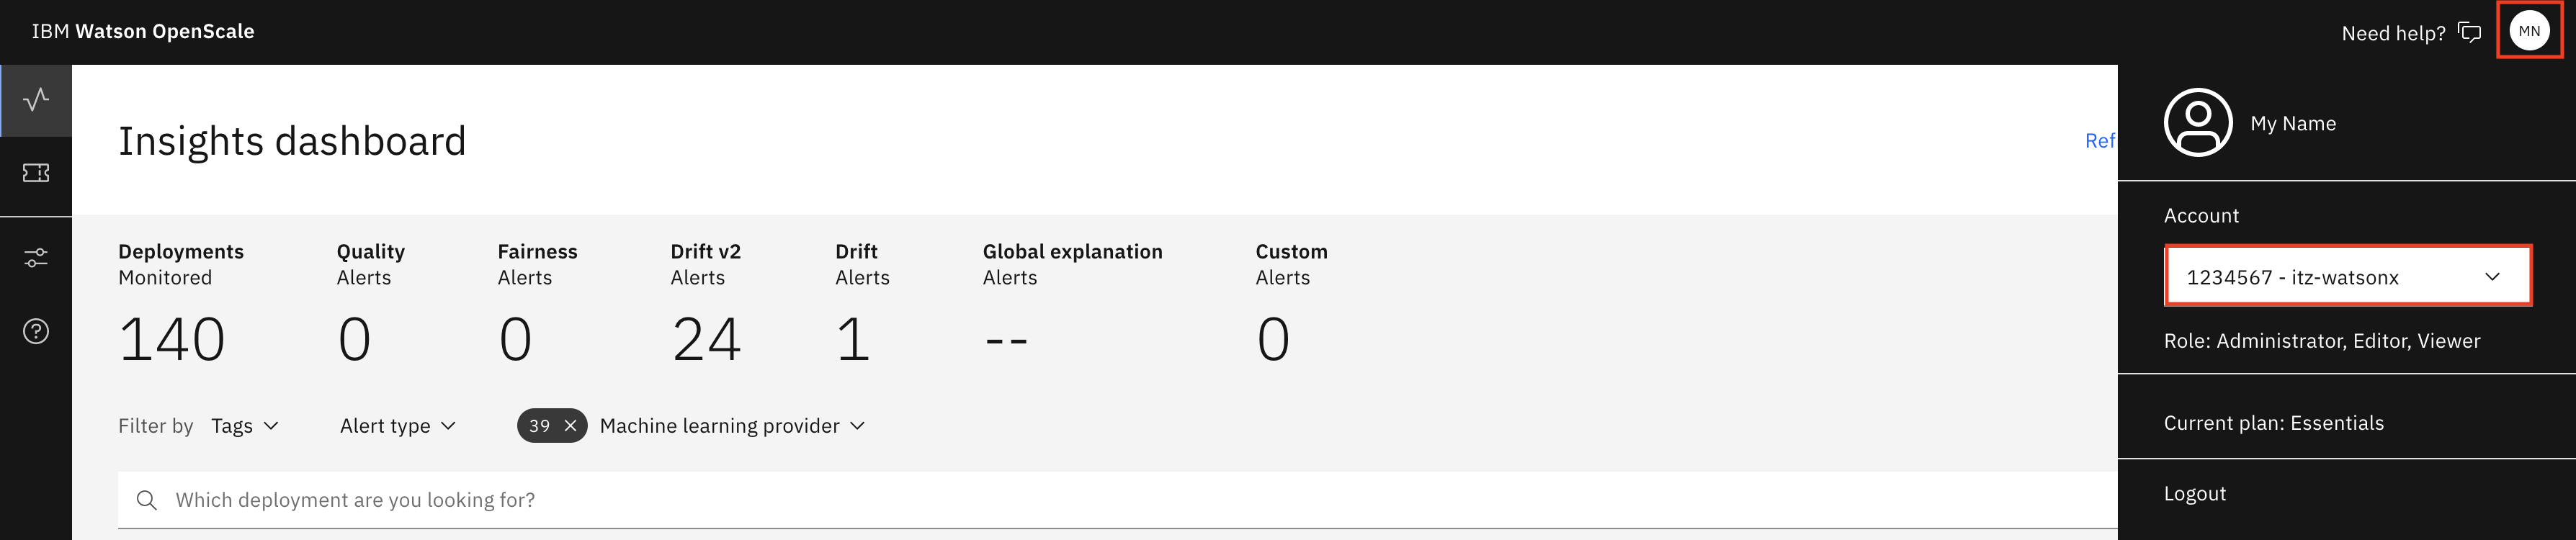 IBM Watson OpenScale
Need help?
MN
Insights dashboard
Ref
My Name
Account
1234567 - itz-watsonx
Role: Administrator, Editor, Viewer
Current plan: Essentials
Logout
Deployments
Monitored
140
Quality
Alerts
0
Fairness
Alerts
0
Drift v2
Alerts
24
Drift
Alerts
1
Global explanation
Alerts
--
Custom
Alerts
0
Filter by Tags Alert type 39 × Machine learning provider
Which deployment are you looking for?